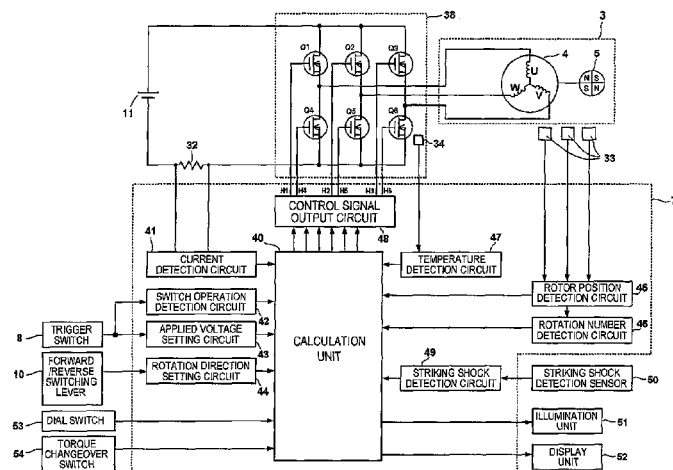 38
3
Q1
Q2
Q3
4
5
U
W
V
N S
S N
11
Q4
Q5
Q6
32
34
33
H1 H4 H2 H5 H3 H6
7
CONTROL SIGNAL
OUTPUT CIRCUIT
48
41
40
47
CURRENT
DETECTION CIRCUIT
TEMPERATURE
DETECTION CIRCUIT
SWITCH OPERATION
DETECTION CIRCUIT
42
ROTOR POSITION
DETECTION CIRCUIT
45
8
TRIGGER
SWITCH
APPLIED VOLTAGE
SETTING CIRCUIT
43
CALCULATION
UNIT
ROTATION NUMBER
DETECTION CIRCUIT
46
10
FORWARD
/REVERSE
SWITCHING
LEVER
ROTATION DIRECTION
SETTING CIRCUIT
44
49
STRIKING SHOCK
DETECTION CIRCUIT
STRIKING SHOCK
DETECTION SENSOR
50
53
DIAL SWITCH
ILLUMINATION
UNIT
51
54
TORQUE
CHANGEOVER
SWITCH
DISPLAY
UNIT
52